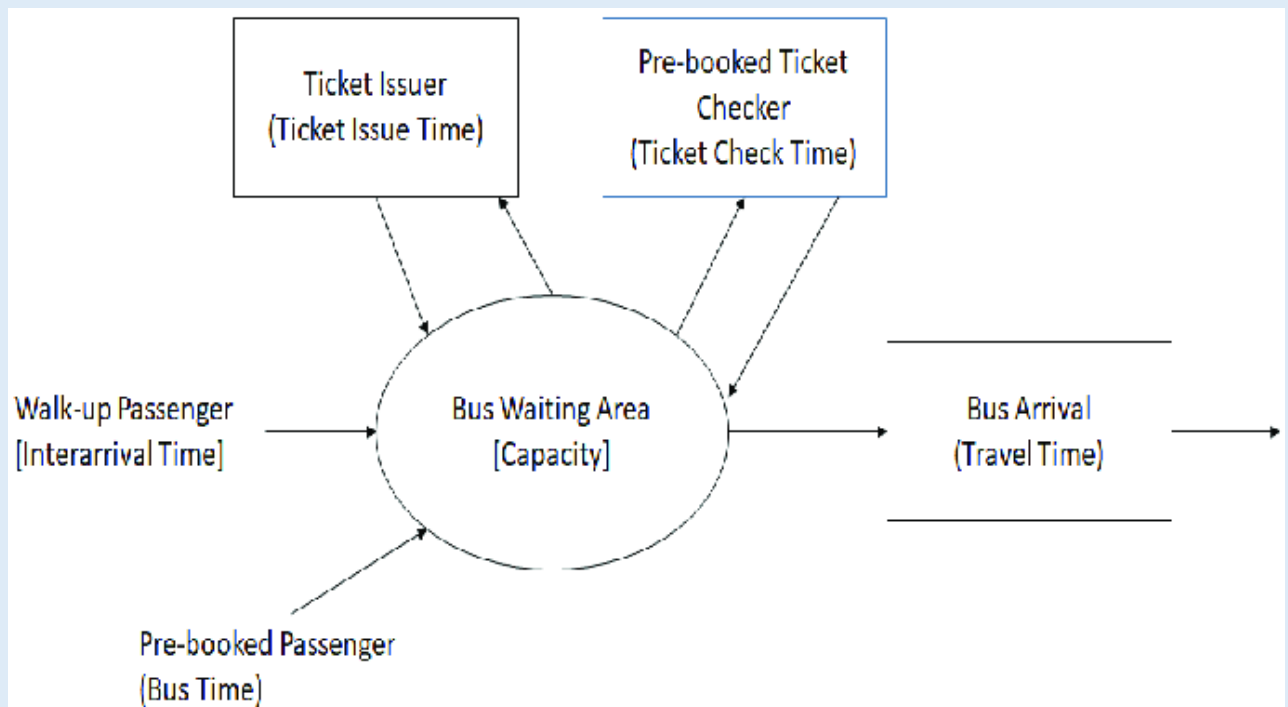 Ticket Issuer
(Ticket Issue Time)
Pre-booked Ticket
Checker
(Ticket Check Time)
Walk-up Passenger
[Interarrival Time]
Bus Waiting Area
[Capacity]
Bus Arrival
(Travel Time)
Pre-booked Passenger
(Bus Time)